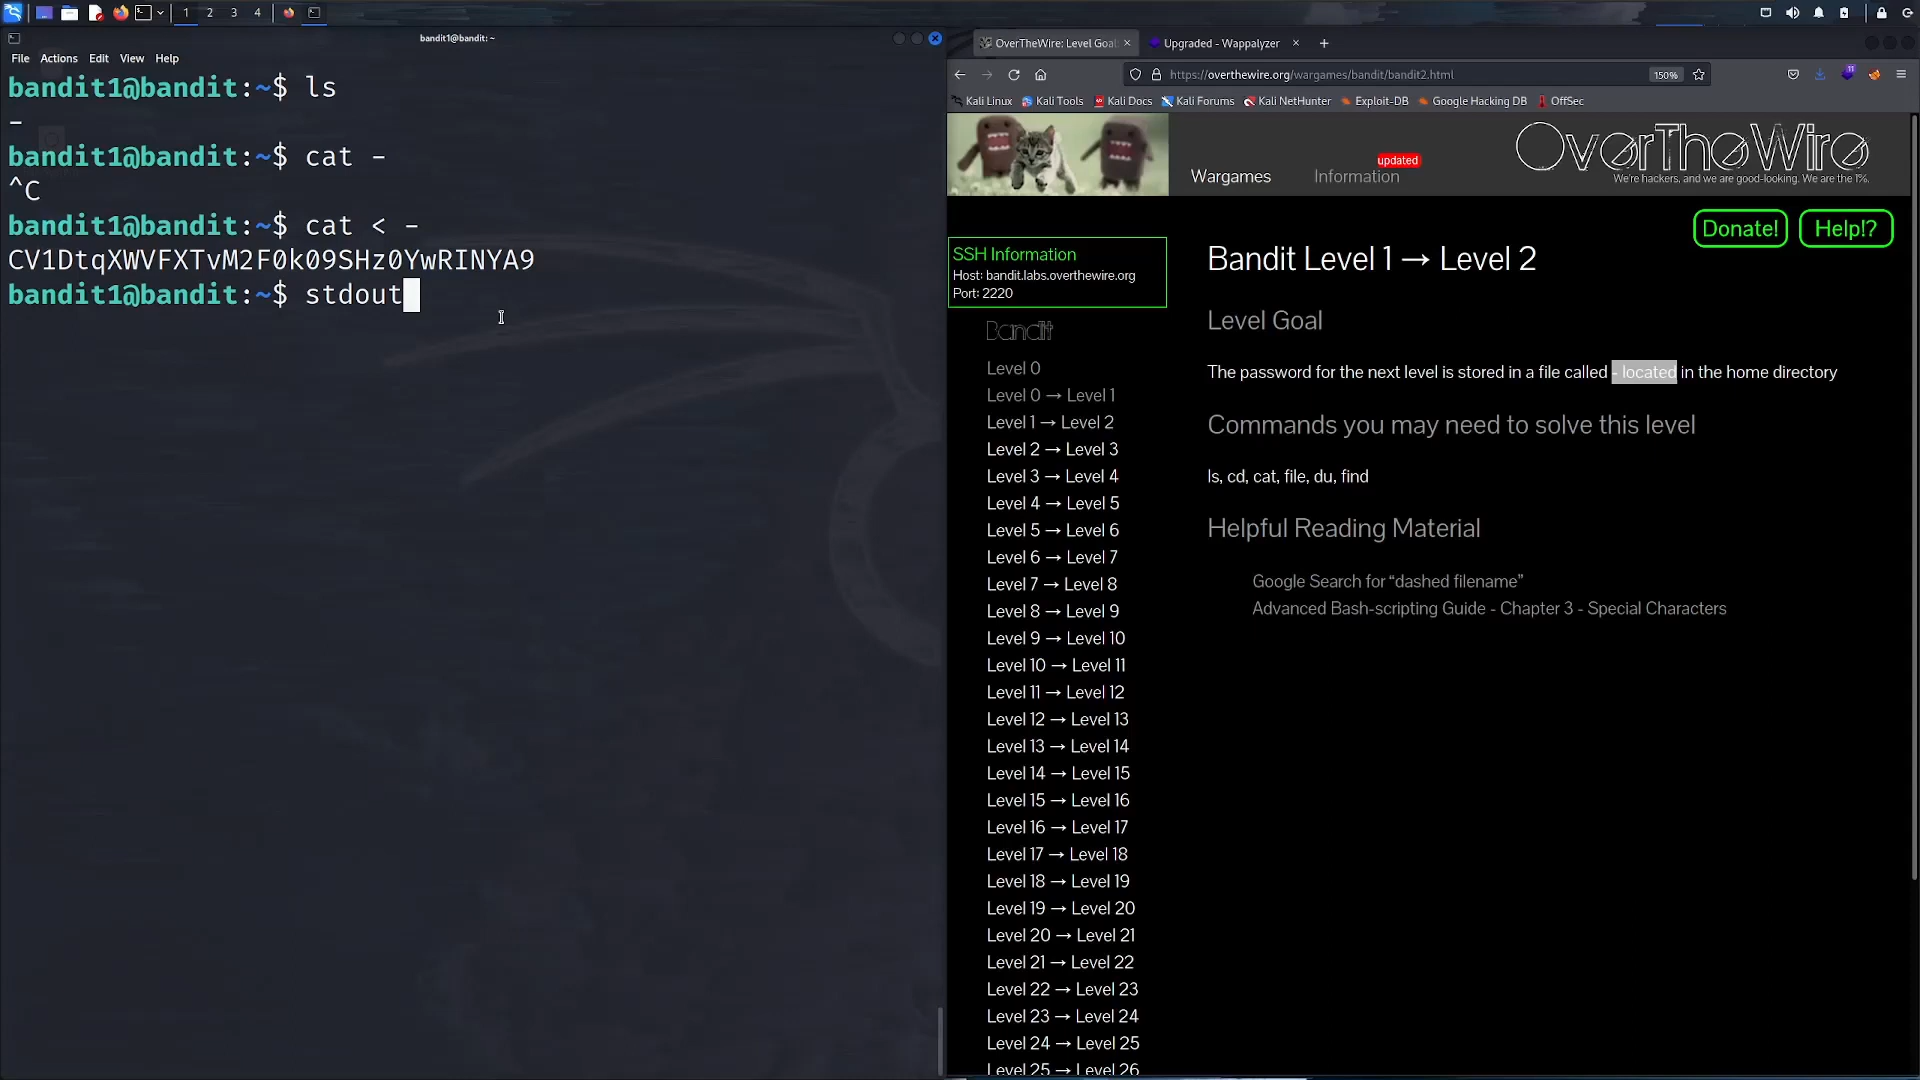 1 2 3 4
bandit1@bandit: ~
File Actions Edit View Help
bandit1@bandit:~$ ls
-
bandit1@bandit:~$ cat -
^C
bandit1@bandit:~$ cat < -
CV1DtqXWVFXTvM2F0k09SHz0YwRINYA9
bandit1@bandit:~$ stdout
OverTheWire: Level Goal
Upgraded - Wappalyzer
https://overthewire.org/wargames/bandit/bandit2.html
150%
11
Kali Linux Kali Tools Kali Docs Kali Forums Kali NetHunter Exploit-DB Google Hacking DB OffSec
Wargames
Information
updated
OverTheWire
We're hackers, and we are good-looking. We are the 1%.
Donate!
Help!?
SSH Information
Host: bandit.labs.overthewire.org
Port: 2220
Bandit
Level 0
Level 0 → Level 1
Level 1 → Level 2
Level 2 → Level 3
Level 3 → Level 4
Level 4 → Level 5
Level 5 → Level 6
Level 6 → Level 7
Level 7 → Level 8
Level 8 → Level 9
Level 9 → Level 10
Level 10 → Level 11
Level 11 → Level 12
Level 12 → Level 13
Level 13 → Level 14
Level 14 → Level 15
Level 15 → Level 16
Level 16 → Level 17
Level 17 → Level 18
Level 18 → Level 19
Level 19 → Level 20
Level 20 → Level 21
Level 21 → Level 22
Level 22 → Level 23
Level 23 → Level 24
Level 24 → Level 25
Level 25 → Level 26
Bandit Level 1 → Level 2
Level Goal
The password for the next level is stored in a file called - located in the home directory
Commands you may need to solve this level
ls, cd, cat, file, du, find
Helpful Reading Material
Google Search for “dashed filename”
Advanced Bash-scripting Guide - Chapter 3 - Special Characters